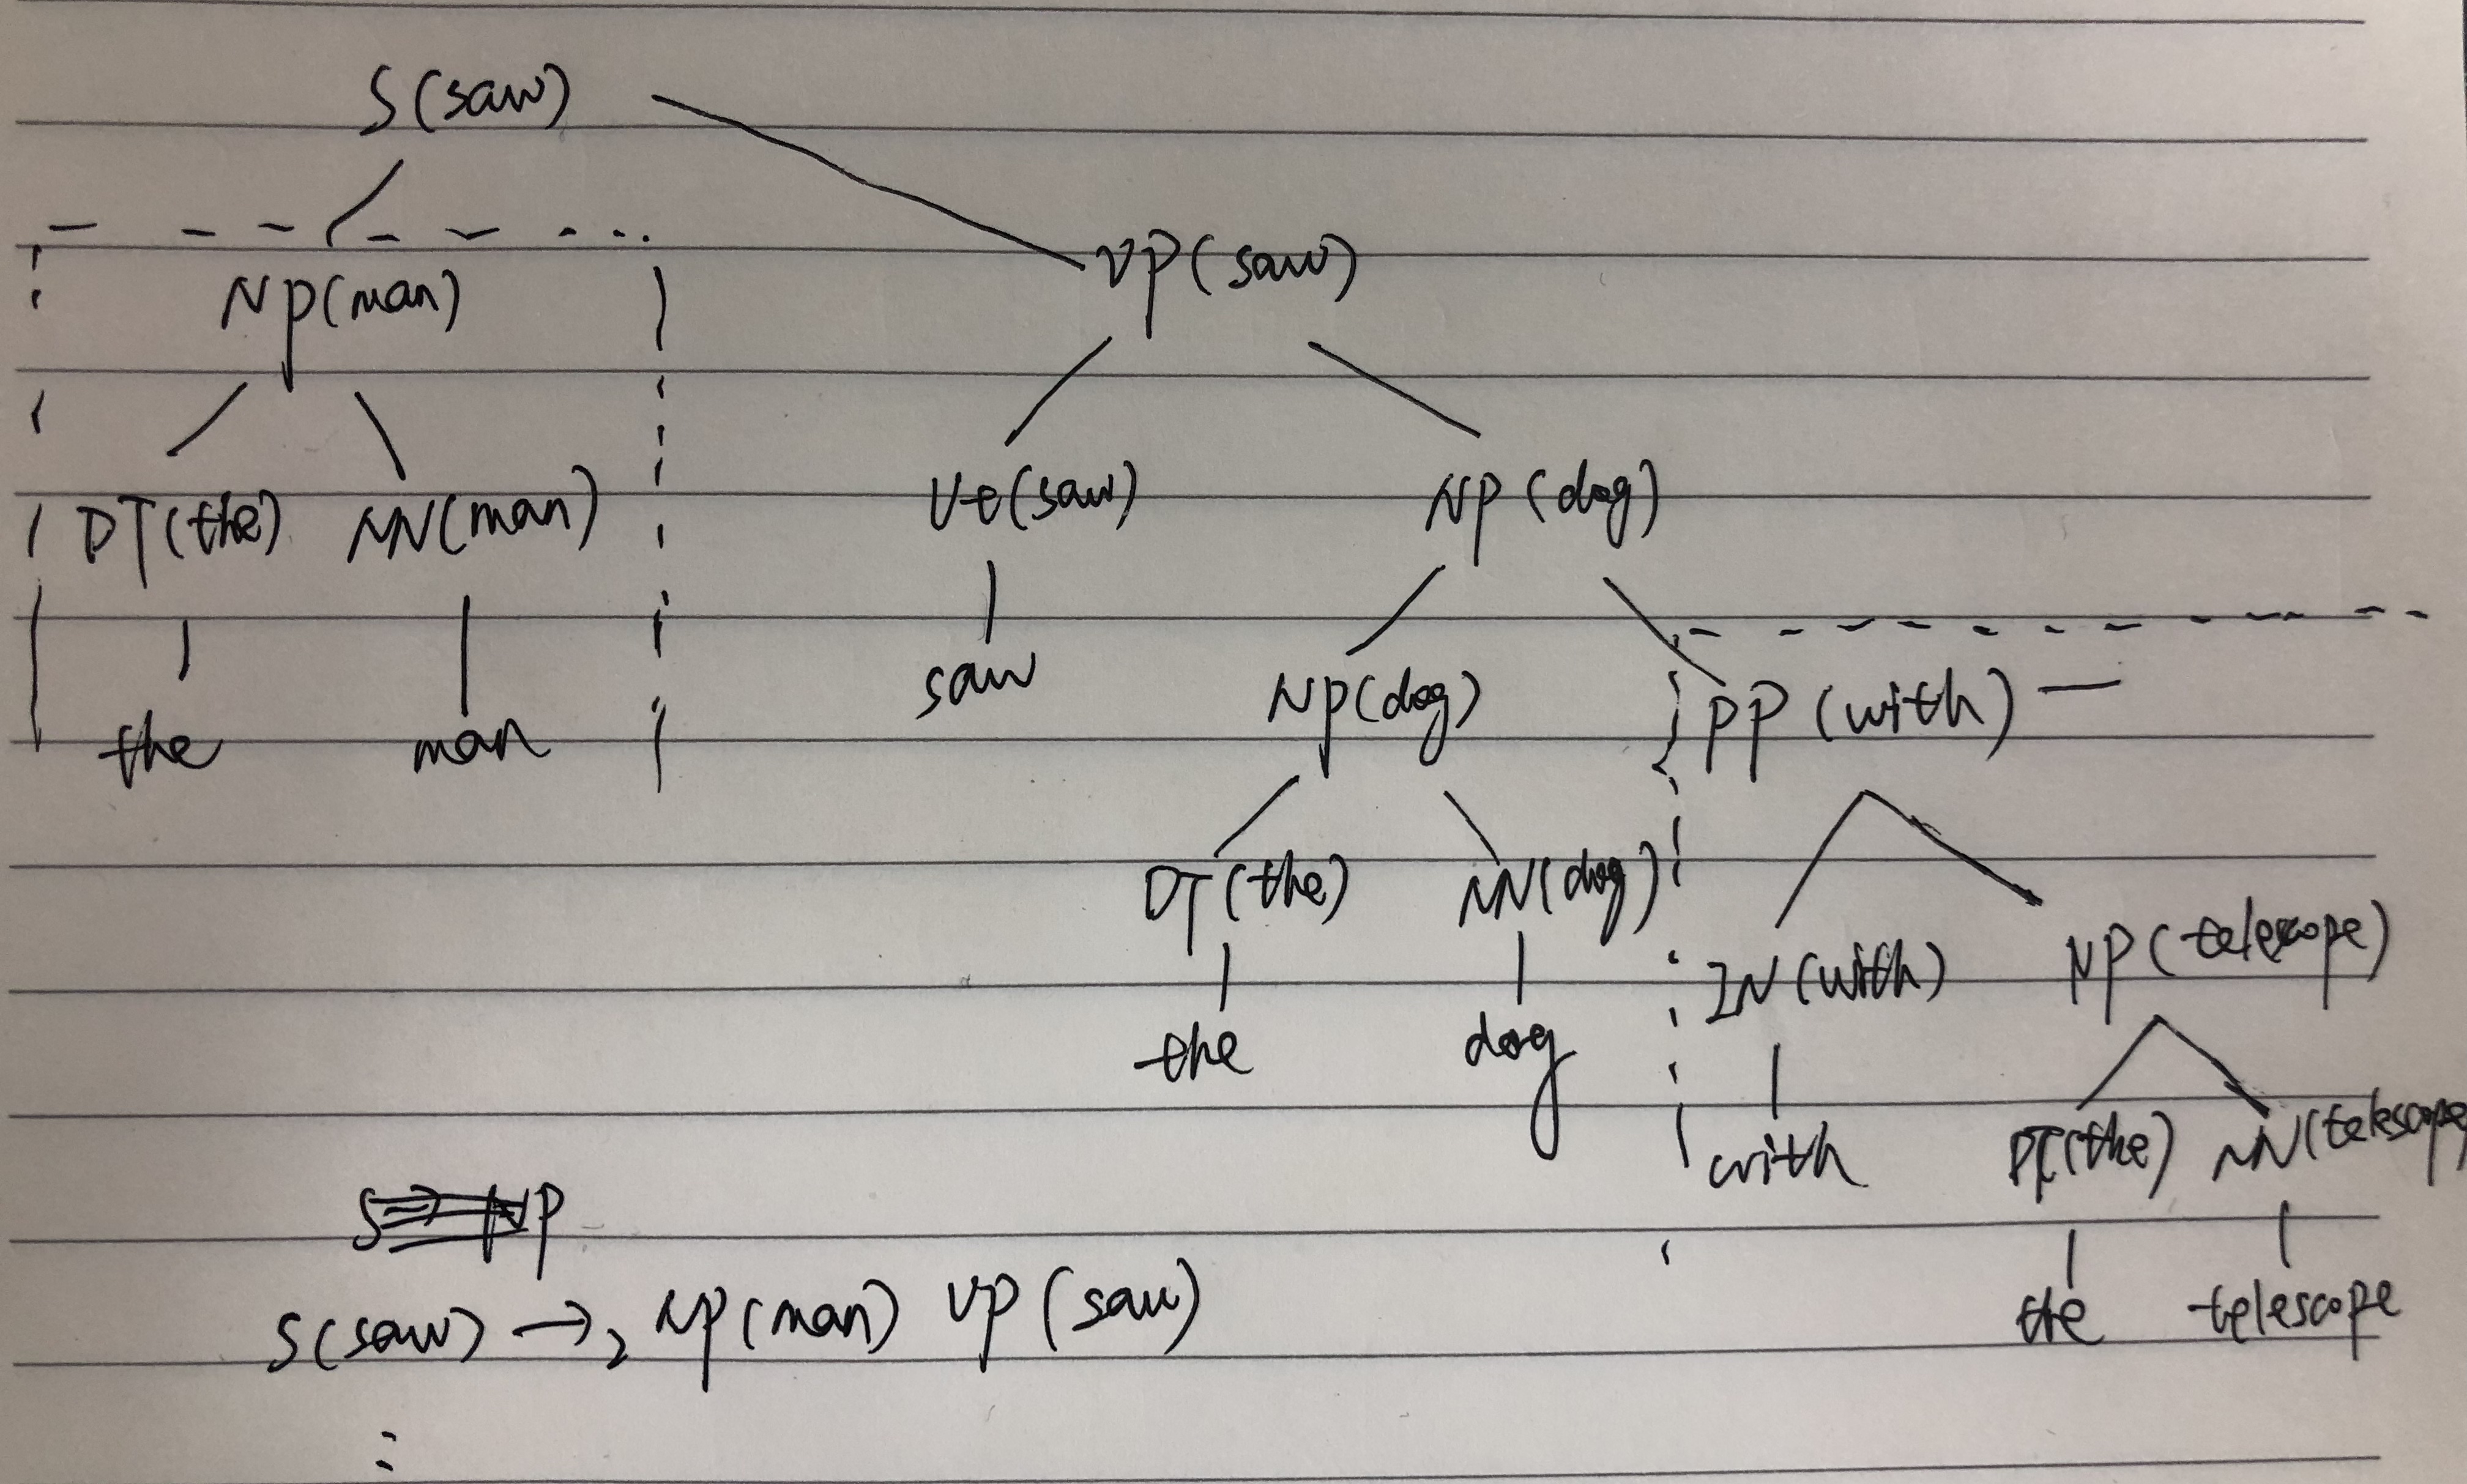 S(saw)
NP(man) VP(saw)
DT(the) NN(man) Vt(saw) NP(dog)
the man saw NP(dog) PP(with)
DT(the) NN(dog) IN(with) NP(telescope)
the dog with DT(the) NN(telescope
the telescope
S → NP
S(saw) →₂ NP(man) VP(saw)
: